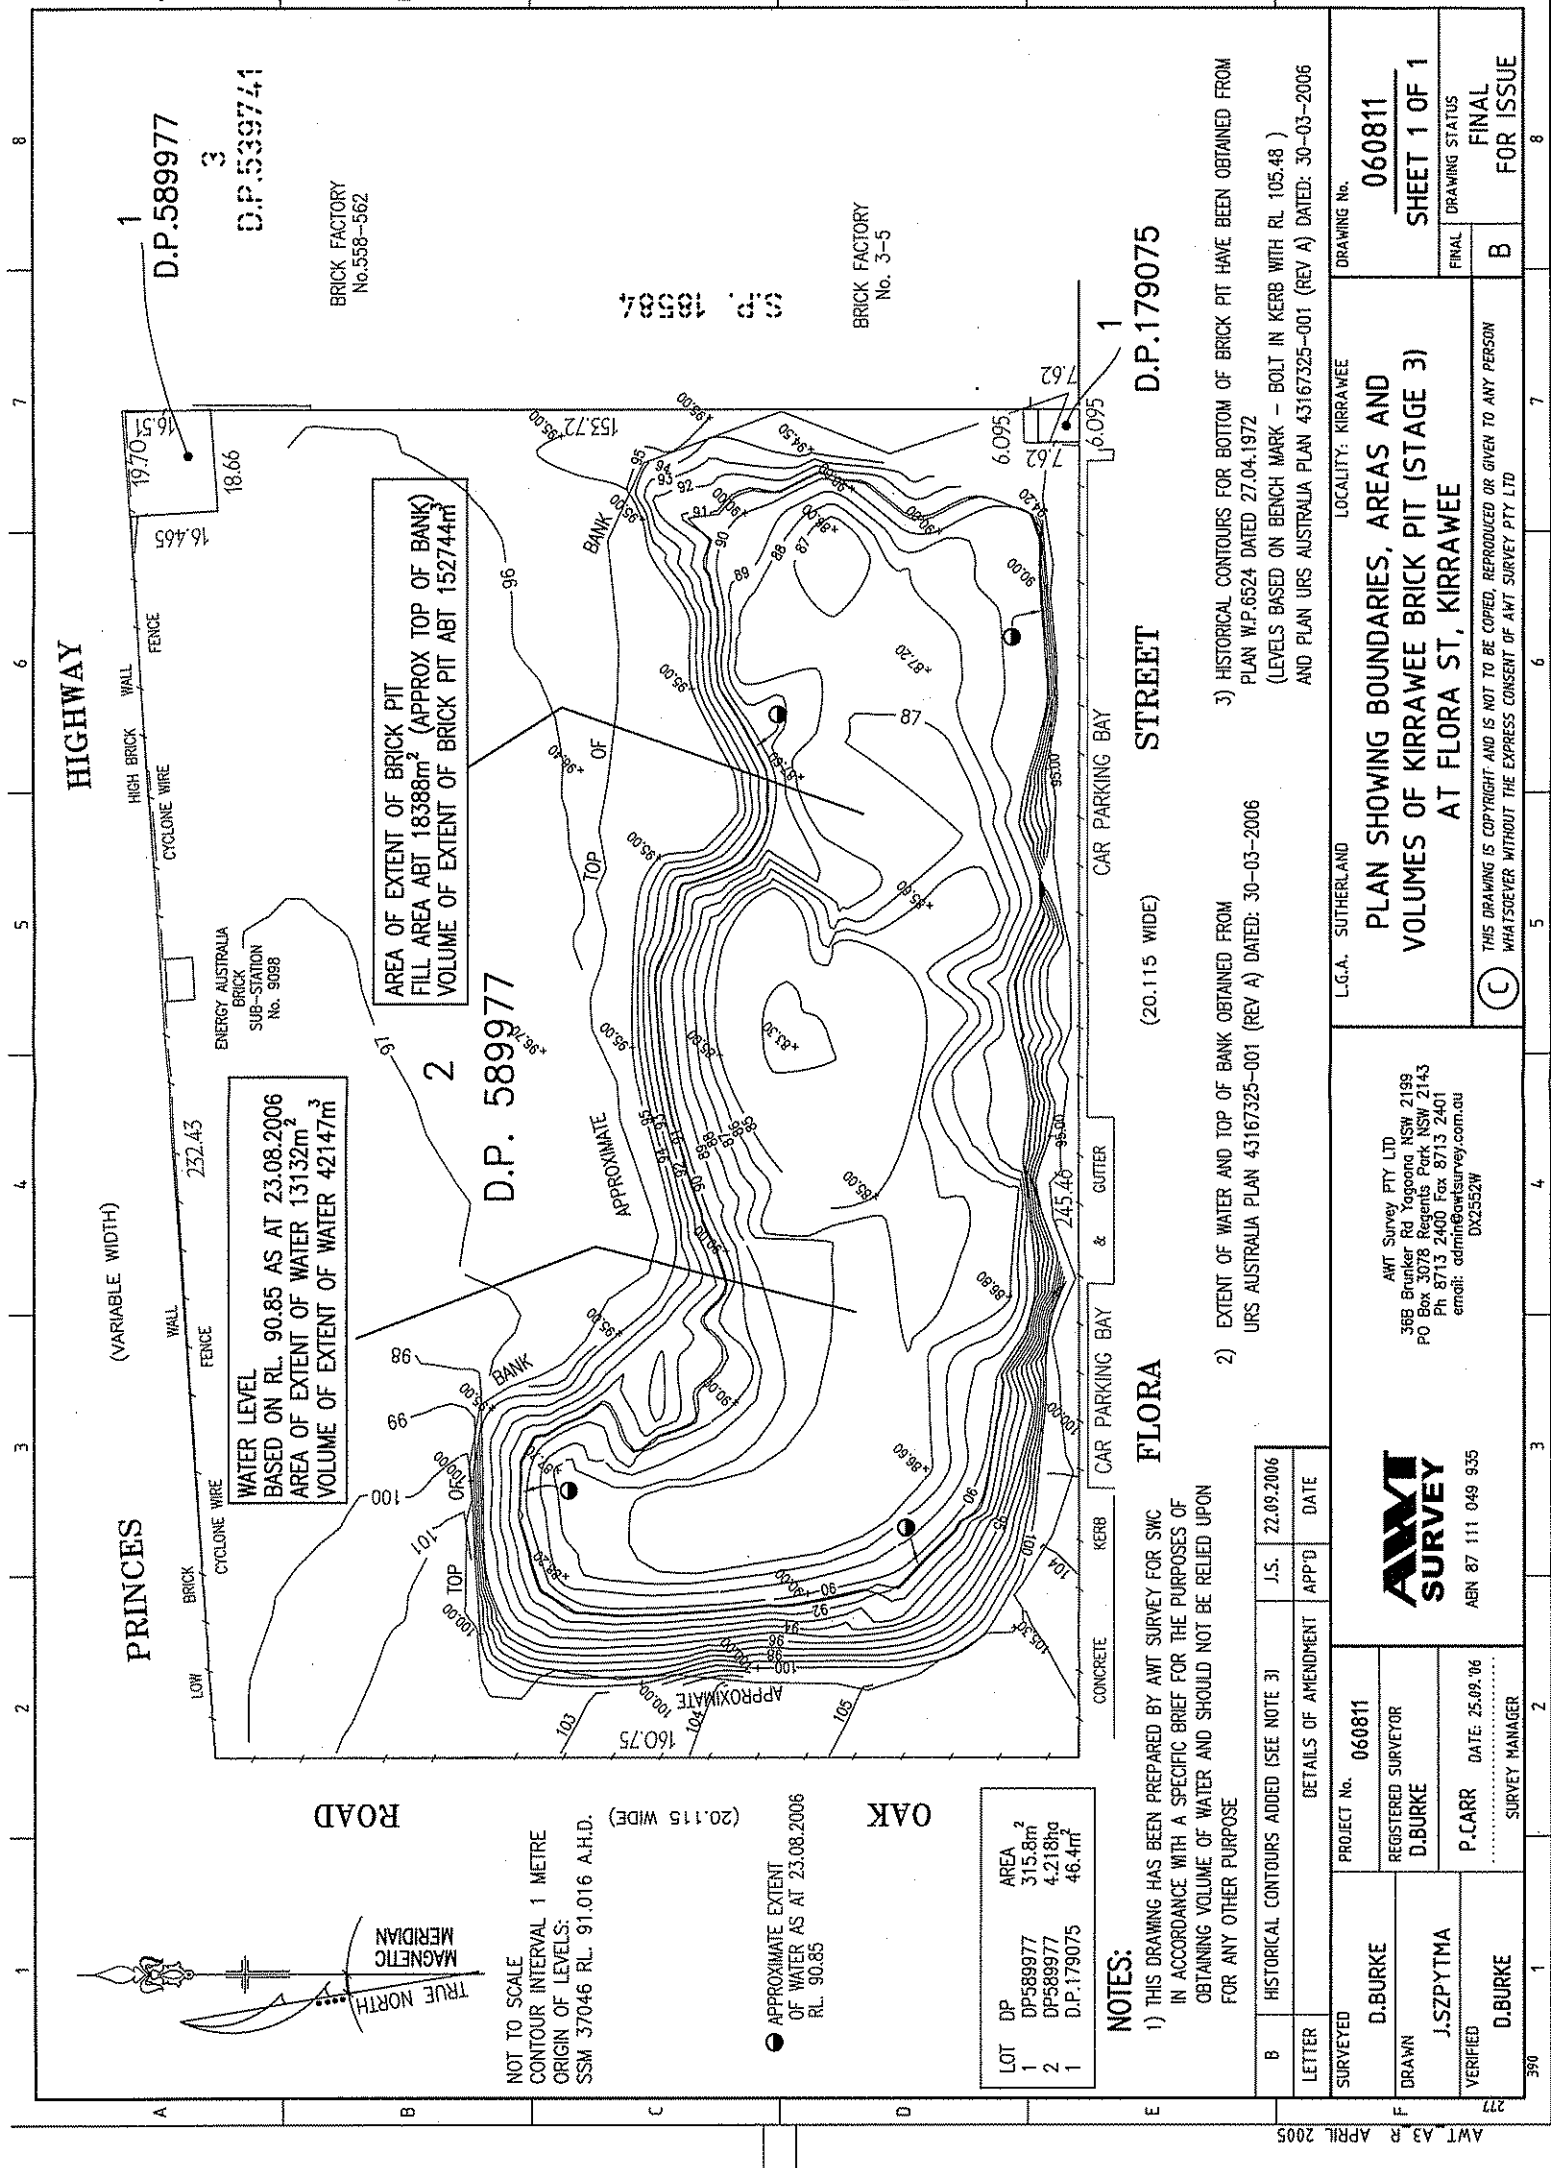 1
2
3
4
5
6
7
8
A
B
C
D
E
F
PRINCES
HIGHWAY
(VARIABLE WIDTH)
LOW
BRICK
WALL
CYCLONE WIRE
FENCE
232.43
HIGH BRICK
WALL
CYCLONE WIRE
FENCE
ENERGY AUSTRALIA
BRICK
SUB-STATION
No. 9098
19.70
16.51
18.66
16.465
1
D.P.589977
3
D.P.539741
BRICK FACTORY
No.558-562
S.P. 18584
BRICK FACTORY
No. 3-5
WATER LEVEL
BASED ON RL. 90.85 AS AT 23.08.2006
AREA OF EXTENT OF WATER 13132m²
VOLUME OF EXTENT OF WATER 42147m³
AREA OF EXTENT OF BRICK PIT
FILL AREA ABT 18388m² (APPROX TOP OF BANK)
VOLUME OF EXTENT OF BRICK PIT ABT 152744m³
2
D.P. 589977
APPROXIMATE
TOP
OF
BANK
TOP
OF
BANK
APPROXIMATE
153.72
160.75
245.46
96
97
98
99
100
101
103
104
105
6.095
7.62
7.62
6.095
1
D.P.179075
ROAD
(20.115 WIDE)
OAK
CONCRETE
KERB
CAR PARKING BAY
&
GUTTER
CAR PARKING BAY
FLORA
(20.115 WIDE)
STREET
TRUE NORTH
MAGNETIC
MERIDIAN
NOT TO SCALE
CONTOUR INTERVAL 1 METRE
ORIGIN OF LEVELS:
SSM 37046 RL. 91.016 A.H.D.
APPROXIMATE EXTENT
OF WATER AS AT 23.08.2006
RL. 90.85
LOT DP AREA
1 DP589977 315.8m²
2 DP589977 4.218ha
1 D.P.179075 46.4m²
NOTES:
1) THIS DRAWING HAS BEEN PREPARED BY AWT SURVEY FOR SWC
IN ACCORDANCE WITH A SPECIFIC BRIEF FOR THE PURPOSES OF
OBTAINING VOLUME OF WATER AND SHOULD NOT BE RELIED UPON
FOR ANY OTHER PURPOSE
2) EXTENT OF WATER AND TOP OF BANK OBTAINED FROM
URS AUSTRALIA PLAN 43167325-001 (REV A) DATED: 30-03-2006
3) HISTORICAL CONTOURS FOR BOTTOM OF BRICK PIT HAVE BEEN OBTAINED FROM
PLAN W.P.6524 DATED 27.04.1972
(LEVELS BASED ON BENCH MARK - BOLT IN KERB WITH RL 105.48 )
AND PLAN URS AUSTRALIA PLAN 43167325-001 (REV A) DATED: 30-03-2006
B HISTORICAL CONTOURS ADDED (SEE NOTE 3) J.S. 22.09.2006
LETTER DETAILS OF AMENDMENT APP'D DATE
SURVEYED
D.BURKE
DRAWN
J.SZPYTMA
VERIFIED
D.BURKE
PROJECT No. 060811
REGISTERED SURVEYOR
D.BURKE
P.CARR DATE: 25.09.'06
SURVEY MANAGER
AWT
SURVEY
ABN 87 111 049 935
AWT Survey PTY LTD
36B Brunker Rd Yagoona NSW 2199
PO Box 3078 Regents Park NSW 2143
Ph 8713 2400 Fax 8713 2401
email: admin@awtsurvey.com.au
DX2552W
L.G.A. SUTHERLAND LOCALITY: KIRRAWEE
PLAN SHOWING BOUNDARIES, AREAS AND
VOLUMES OF KIRRAWEE BRICK PIT (STAGE 3)
AT FLORA ST, KIRRAWEE
C THIS DRAWING IS COPYRIGHT AND IS NOT TO BE COPIED, REPRODUCED OR GIVEN TO ANY PERSON
WHATSOEVER WITHOUT THE EXPRESS CONSENT OF AWT SURVEY PTY LTD
DRAWING No.
060811
SHEET 1 OF 1
FINAL
B
DRAWING STATUS
FINAL
FOR ISSUE
AWT_A3_R APRIL 2005
277
390